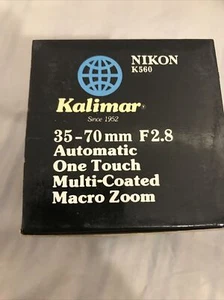 NIKON
K560
Kalimar®
Since 1952
35-70mm F2.8
Automatic
One Touch
Multi-Coated
Macro Zoom